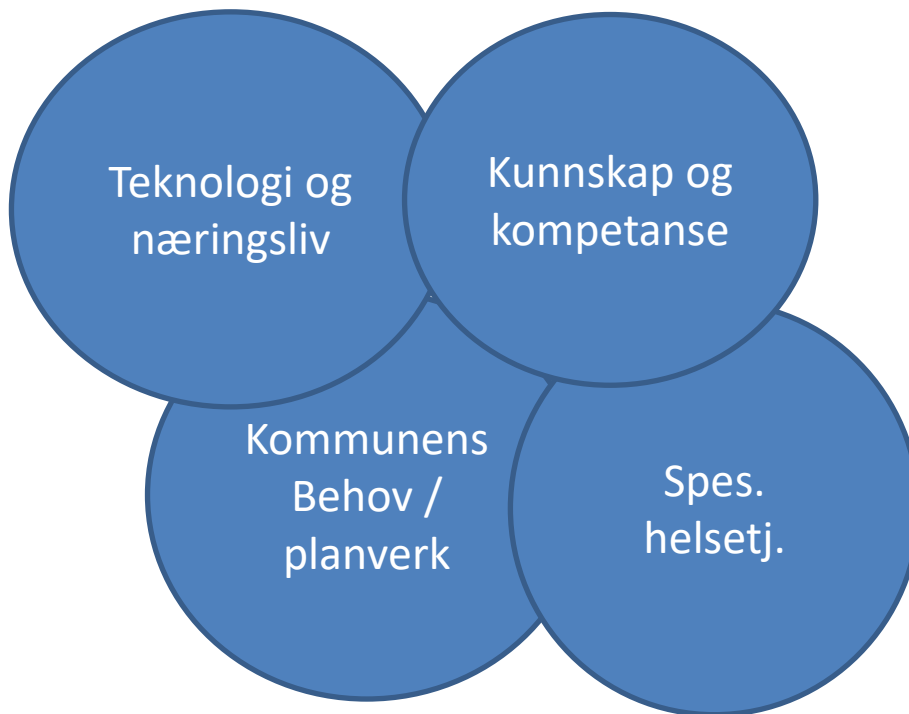 Teknologi og
næringsliv
Kunnskap og
kompetanse
Kommunens
Behov /
planverk
Spes.
helsetj.